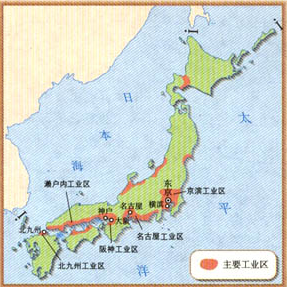 日
本
海
太
平
洋
濑户内工业区
东京
京滨工业区
横滨
名古屋
神户
大阪
北九州
名古屋工业区
阪神工业区
北九州工业区
主要工业区